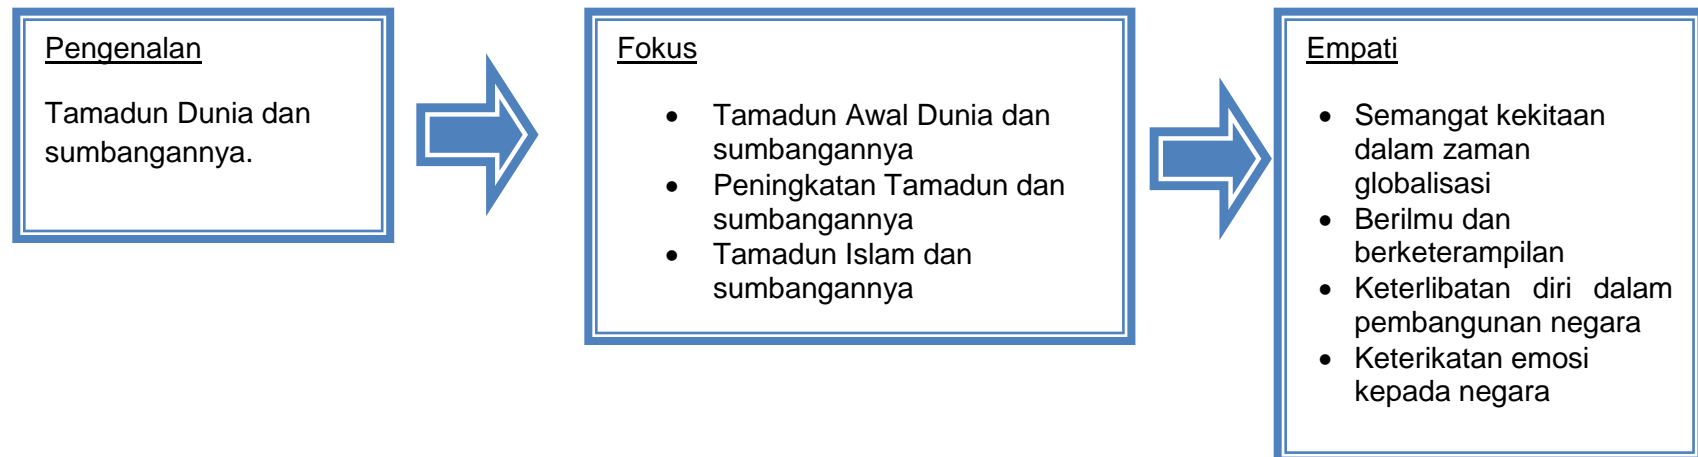 Pengenalan
Tamadun Dunia dan
sumbangannya.
Fokus
• Tamadun Awal Dunia dan
sumbangannya
• Peningkatan Tamadun dan
sumbangannya
• Tamadun Islam dan
sumbangannya
Empati
• Semangat kekitaan
dalam zaman
globalisasi
• Berilmu dan
berketerampilan
• Keterlibatan diri dalam
pembangunan negara
• Keterikatan emosi
kepada negara